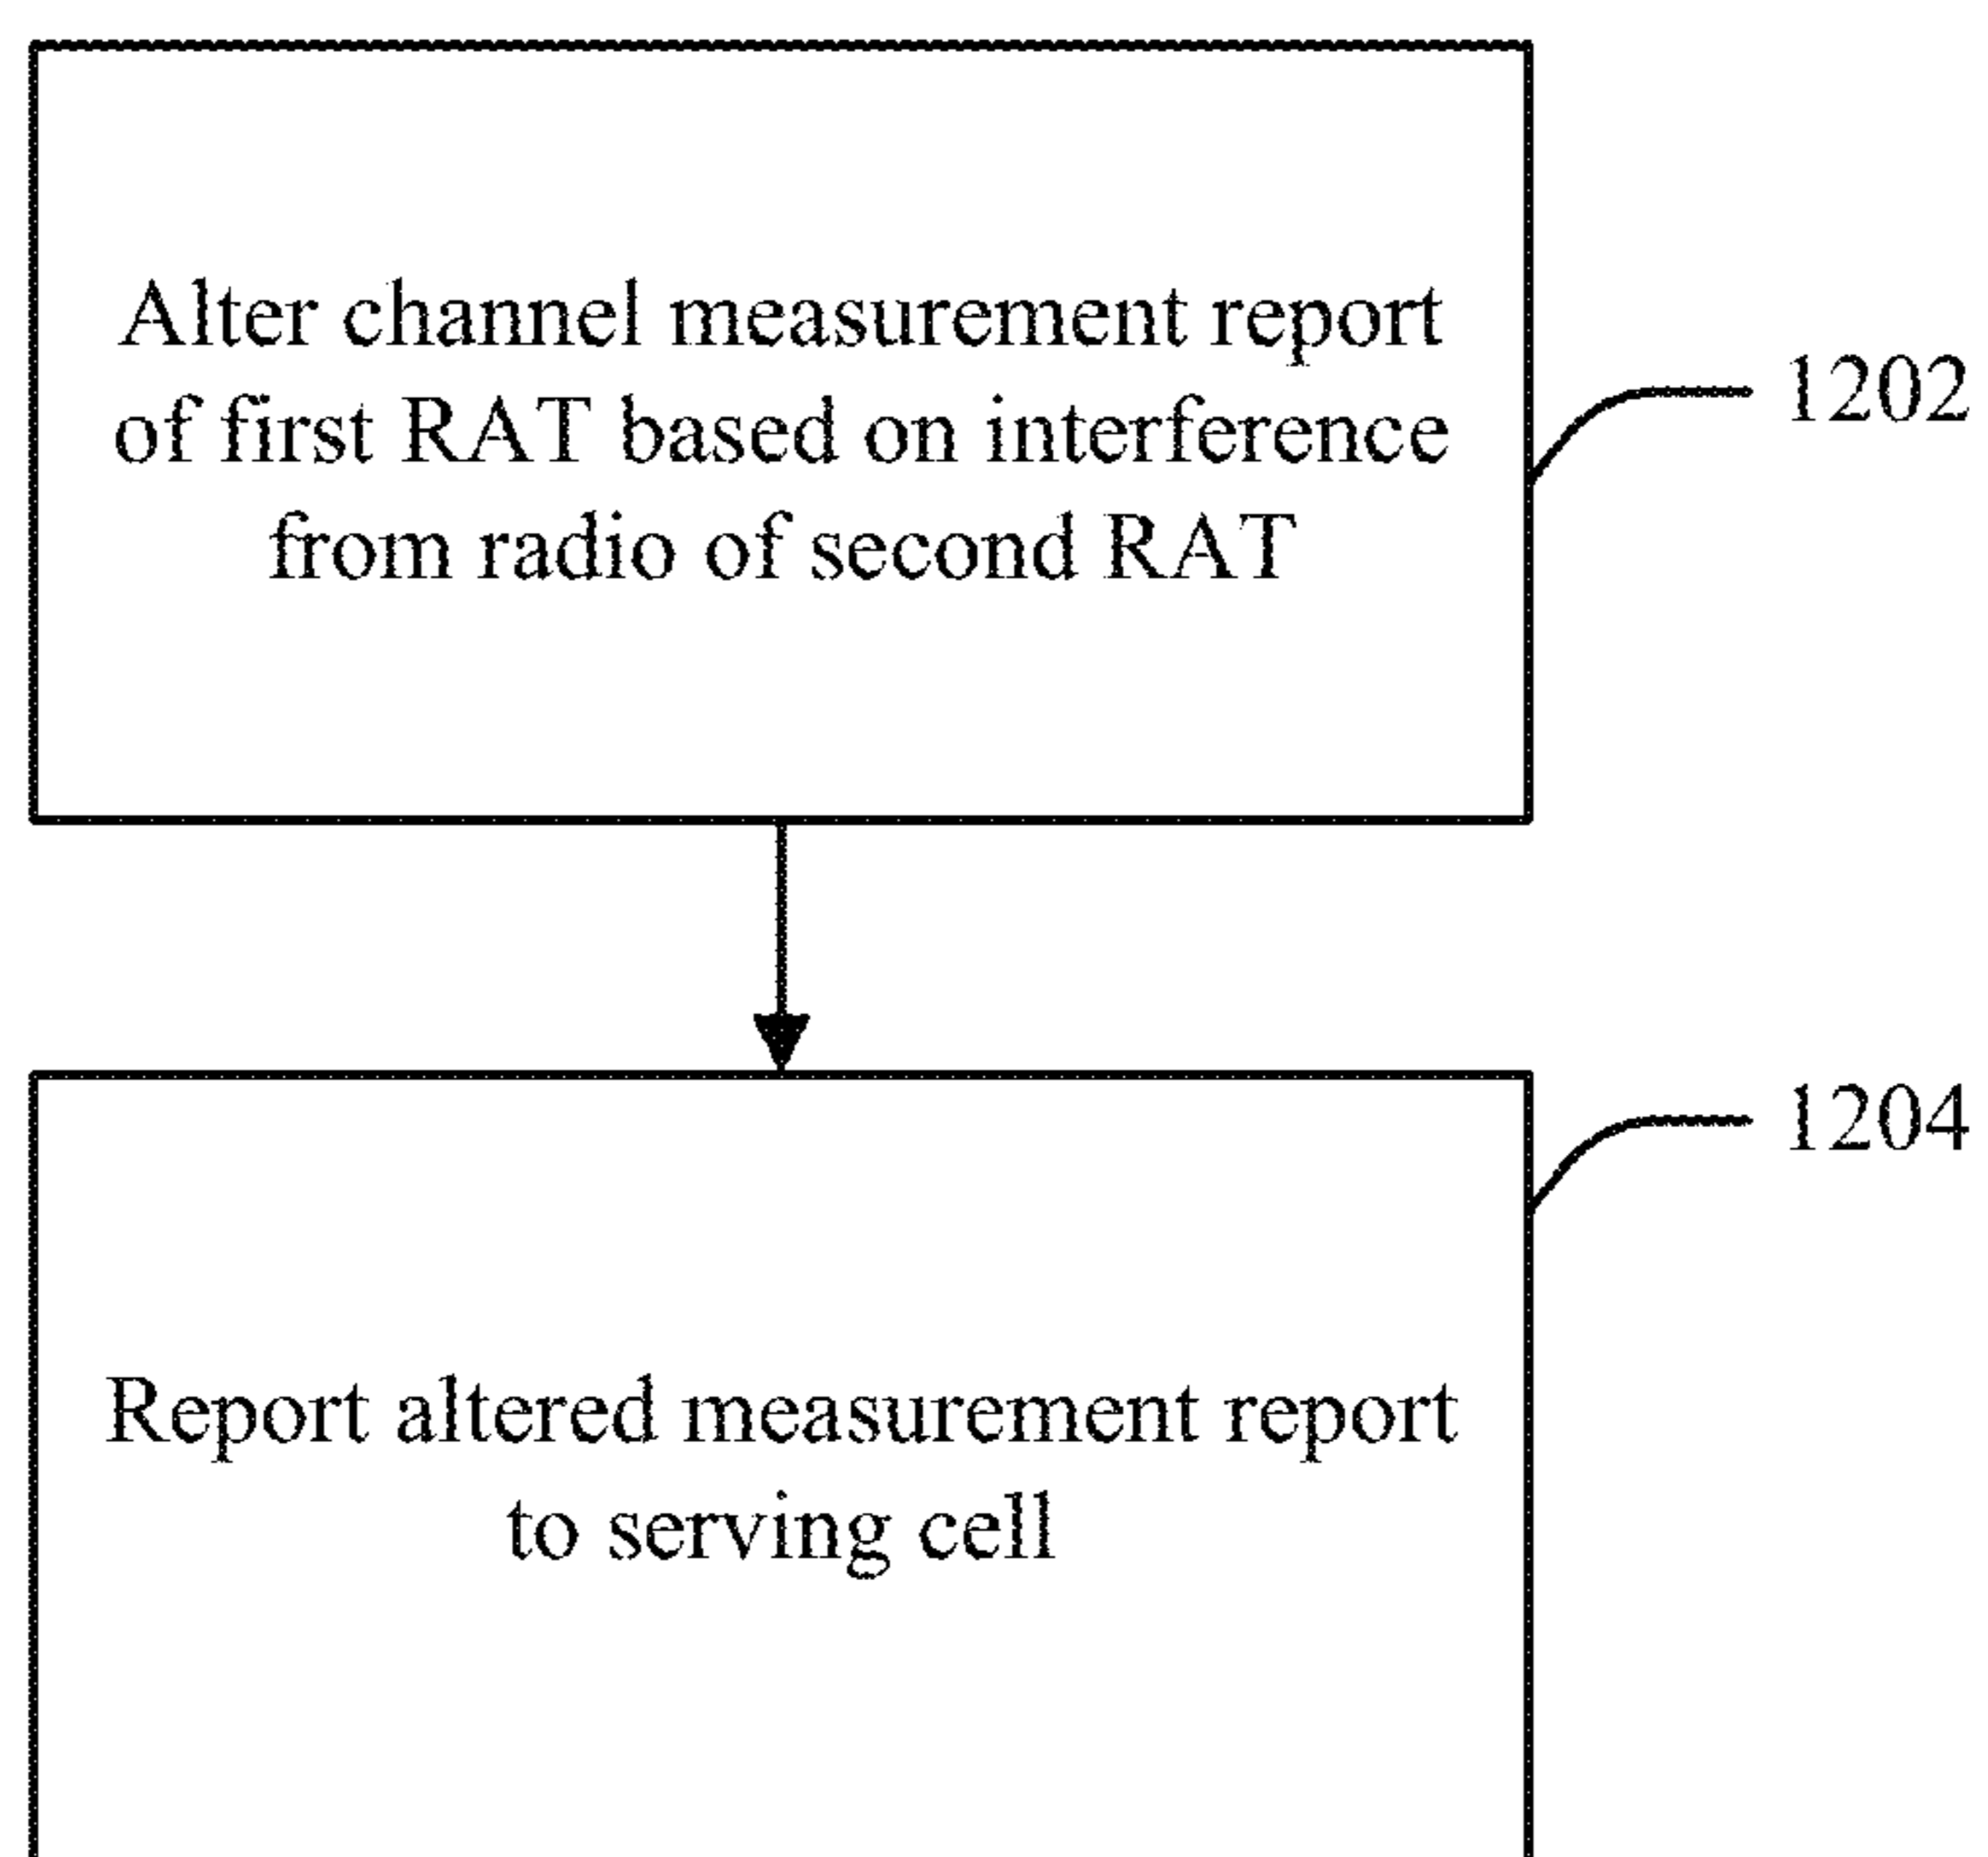 Alter channel measurement report
of first RAT based on interference
from radio of second RAT
1202
1204
Report altered measurement report
to serving cell